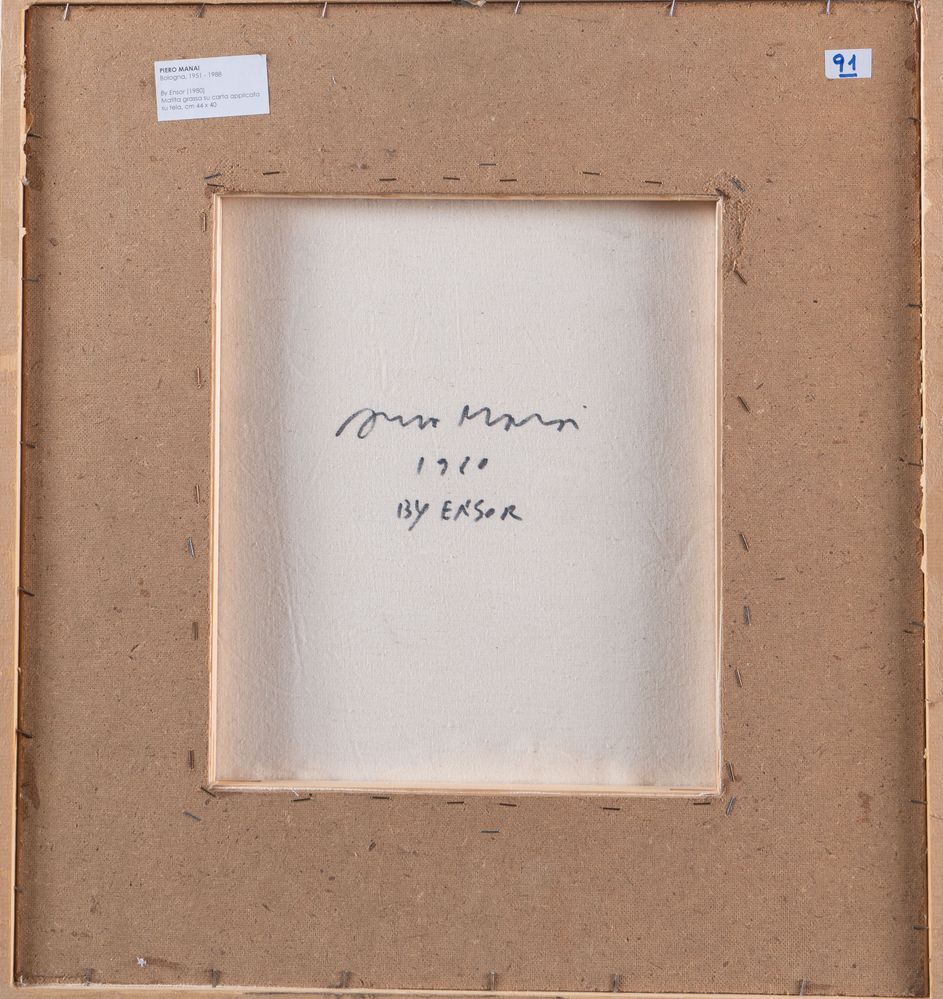 PIERO MANAI
Bologna, 1951 - 1988
By Ensor (1980)
Matita grassa su carta applicata
su tela, cm 44 x 40
91
Piero Manai
1980
BY ENSOR